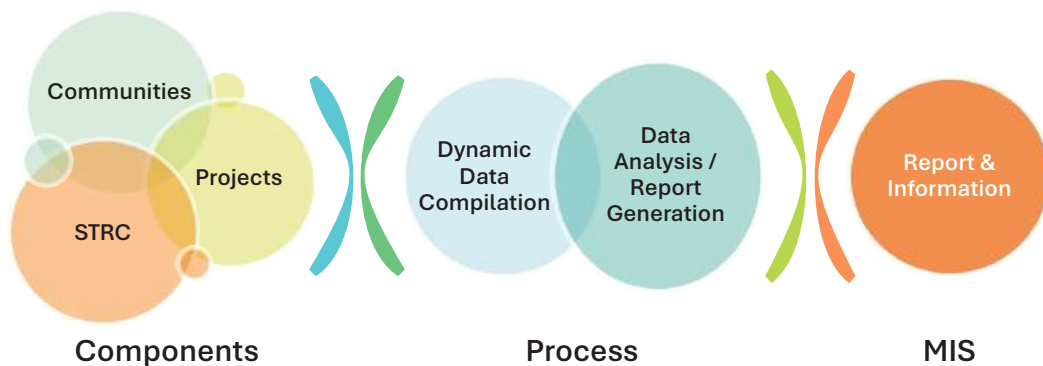 Communities
Projects
STRC
Dynamic
Data
Compilation
Data
Analysis /
Report
Generation
Report &
Information
Components
Process
MIS